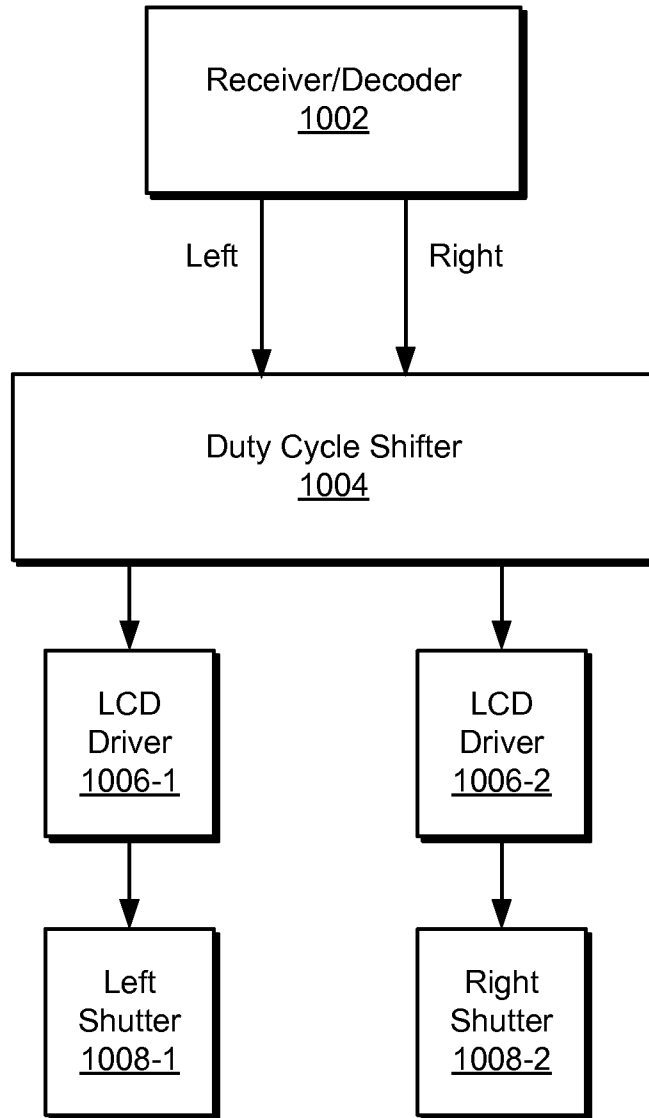 Receiver/Decoder
1002
Left
Right
Duty Cycle Shifter
1004
LCD
Driver
1006-1
LCD
Driver
1006-2
Left
Shutter
1008-1
Right
Shutter
1008-2